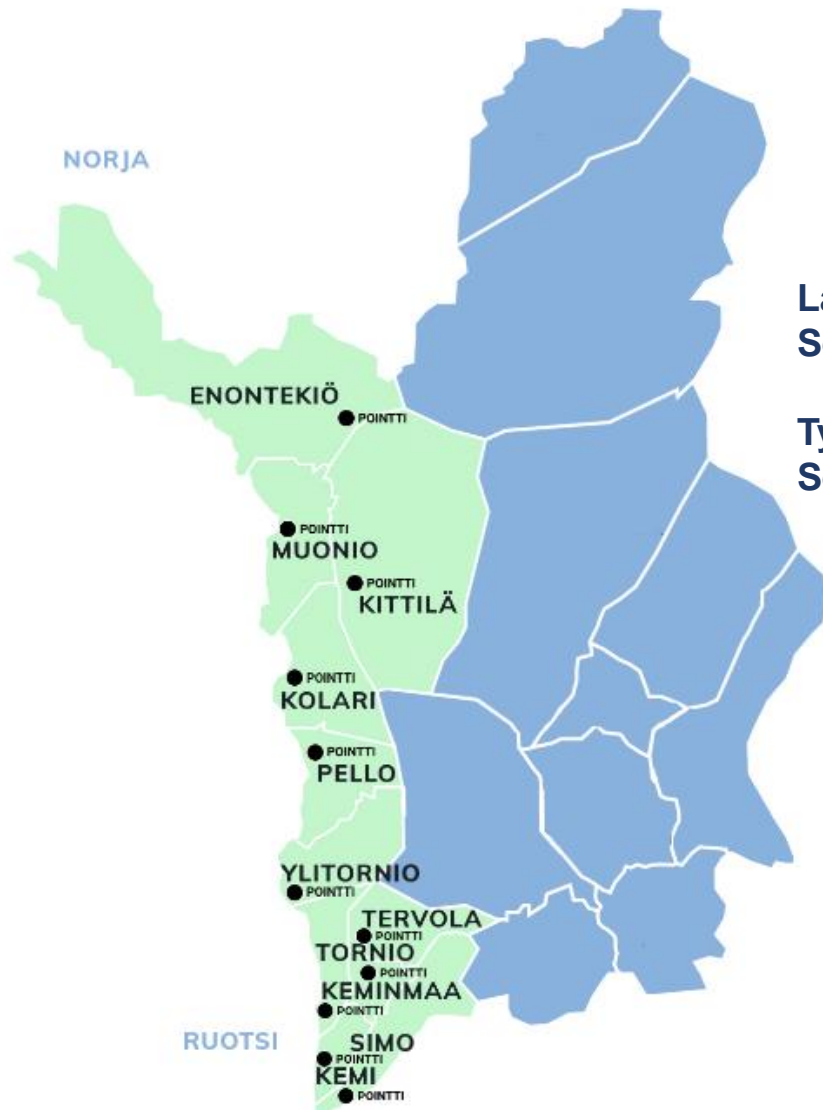 NORJA
ENONTEKIÖ
POINTTI
POINTTI
MUONIO
POINTTI
KITTILÄ
POINTTI
KOLARI
POINTTI
PELLO
YLITORNIO
POINTTI
TERVOLA
POINTTI
TORNIO
POINTTI
KEMINMAA
POINTTI
RUOTSI
SIMO
POINTTI
KEMI
POINTTI